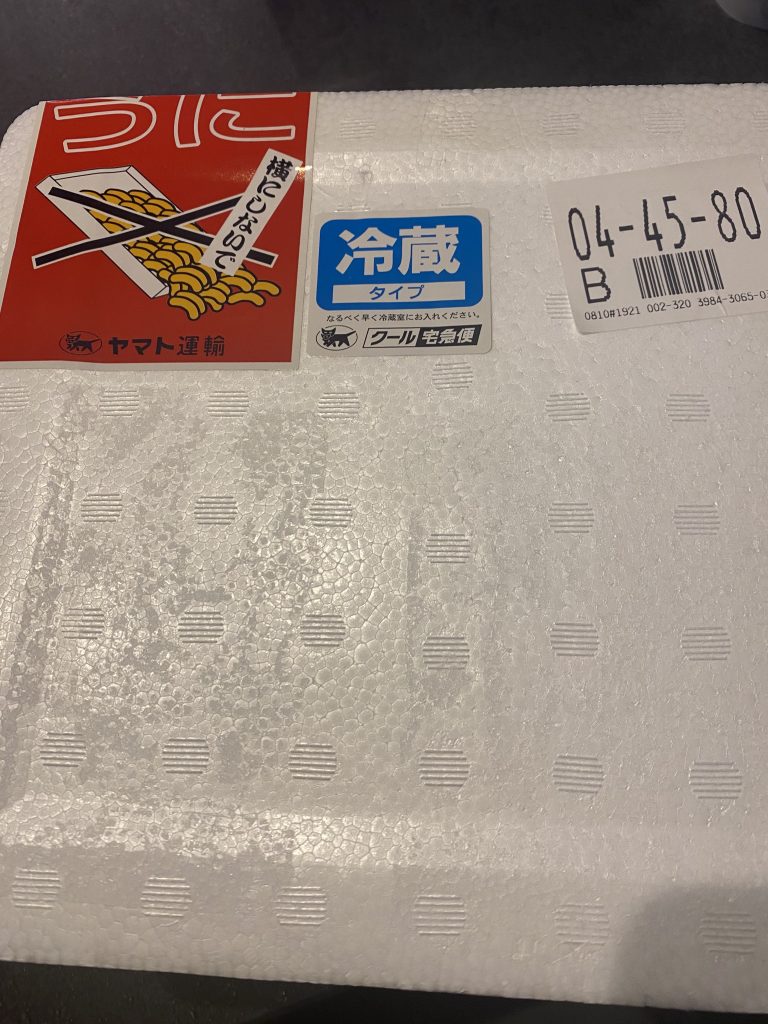 うに
横にしないで
ヤマト運輸
冷蔵
タイプ
なるべく早く冷蔵室にお入れください。
クール宅急便
04-45-80
B
0810#1921 002-320 3984-3065-0